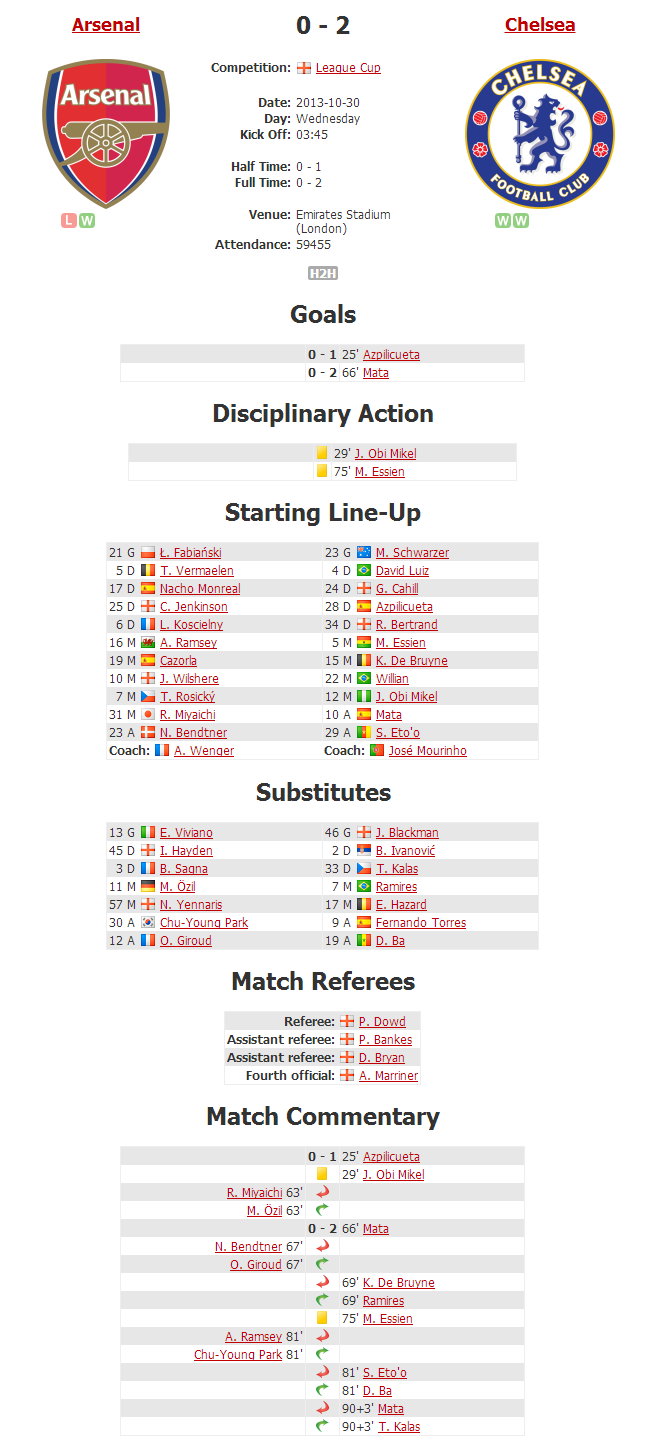 Arsenal 0 - 2 Chelsea
Competition: League Cup
Arsenal
CHELSEA
FOOTBALL CLUB
Date: 2013-10-30
Day: Wednesday
Kick Off: 03:45
Half Time: 0 - 1
Full Time: 0 - 2
L W
Venue: Emirates Stadium
(London)
W W
Attendance: 59455
H2H
Goals
0 - 1 25' Azpilicueta
0 - 2 66' Mata
Disciplinary Action
29' J. Obi Mikel
75' M. Essien
Starting Line-Up
21 G Ł. Fabiański 23 G M. Schwarzer
5 D T. Vermaelen 4 D David Luiz
17 D Nacho Monreal 24 D G. Cahill
25 D C. Jenkinson 28 D Azpilicueta
6 D L. Koscielny 34 D R. Bertrand
16 M A. Ramsey 5 M M. Essien
19 M Cazorla 15 M K. De Bruyne
10 M J. Wilshere 22 M Willian
7 M T. Rosický 12 M J. Obi Mikel
31 M R. Miyaichi 10 A Mata
23 A N. Bendtner 29 A S. Eto'o
Coach: A. Wenger Coach: José Mourinho
Substitutes
13 G E. Viviano 46 G J. Blackman
45 D I. Hayden 2 D B. Ivanović
3 D B. Sagna 33 D T. Kalas
11 M M. Özil 7 M Ramires
57 M N. Yennaris 17 M E. Hazard
30 A Chu-Young Park 9 A Fernando Torres
12 A O. Giroud 19 A D. Ba
Match Referees
Referee: P. Dowd
Assistant referee: P. Bankes
Assistant referee: D. Bryan
Fourth official: A. Marriner
Match Commentary
0 - 1 25' Azpilicueta
29' J. Obi Mikel
R. Miyaichi 63'
M. Özil 63'
0 - 2 66' Mata
N. Bendtner 67'
O. Giroud 67'
69' K. De Bruyne
69' Ramires
75' M. Essien
A. Ramsey 81'
Chu-Young Park 81'
81' S. Eto'o
81' D. Ba
90+3' Mata
90+3' T. Kalas